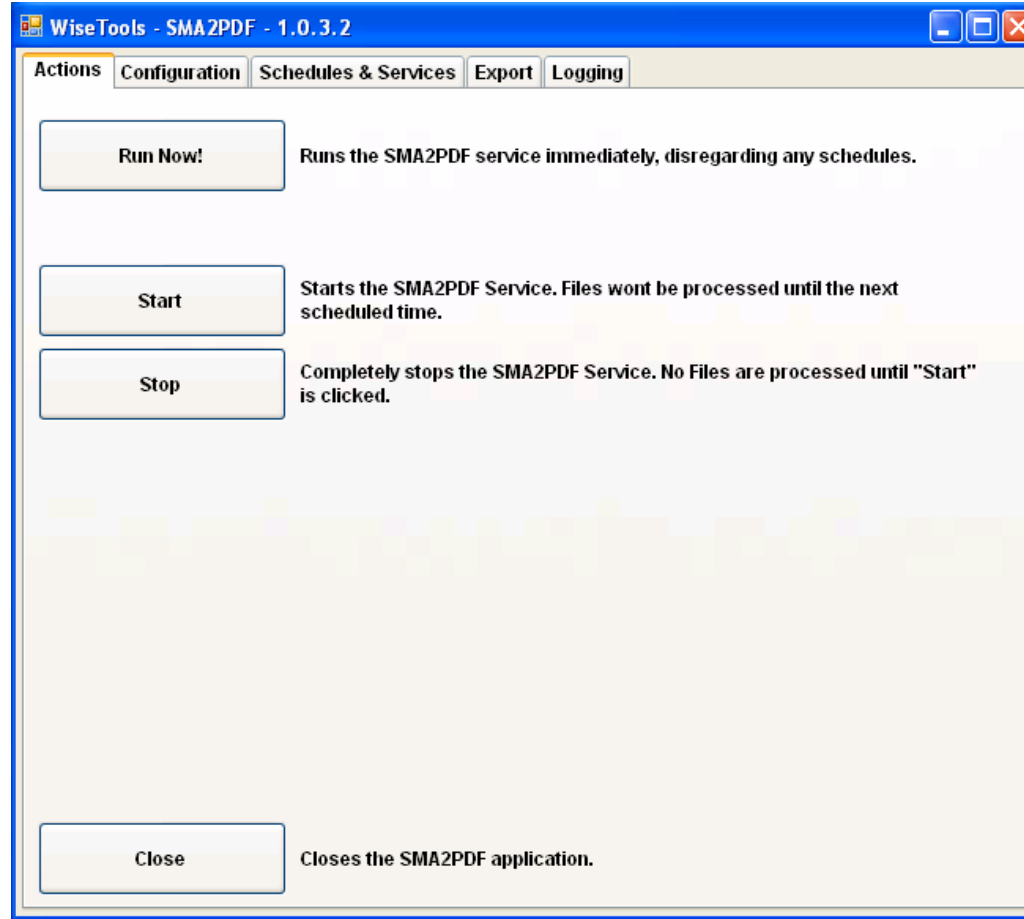 WiseTools - SMA2PDF - 1.0.3.2
Actions Configuration Schedules & Services Export Logging
Run Now! Runs the SMA2PDF service immediately, disregarding any schedules.
Start Starts the SMA2PDF Service. Files wont be processed until the next
scheduled time.
Stop Completely stops the SMA2PDF Service. No Files are processed until "Start"
is clicked.
Close Closes the SMA2PDF application.